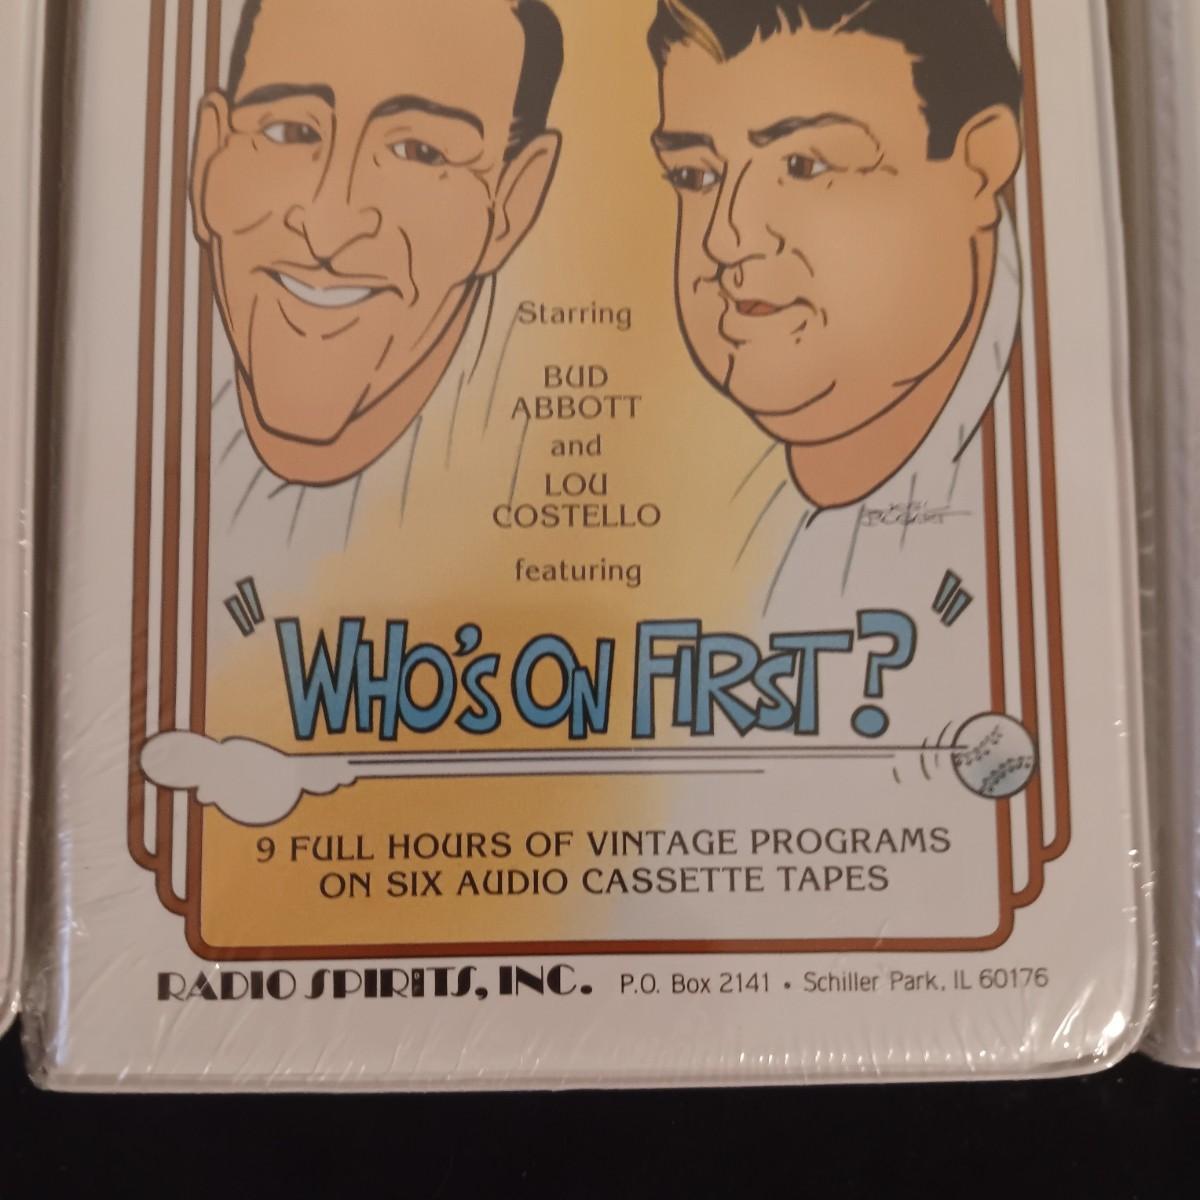 Starring
BUD
ABBOTT
and
LOU
COSTELLO
featuring
"WHO'S ON FIRST?"
9 FULL HOURS OF VINTAGE PROGRAMS
ON SIX AUDIO CASSETTE TAPES
RADIO SPIRITS, INC. P.O. Box 2141 • Schiller Park, IL 60176